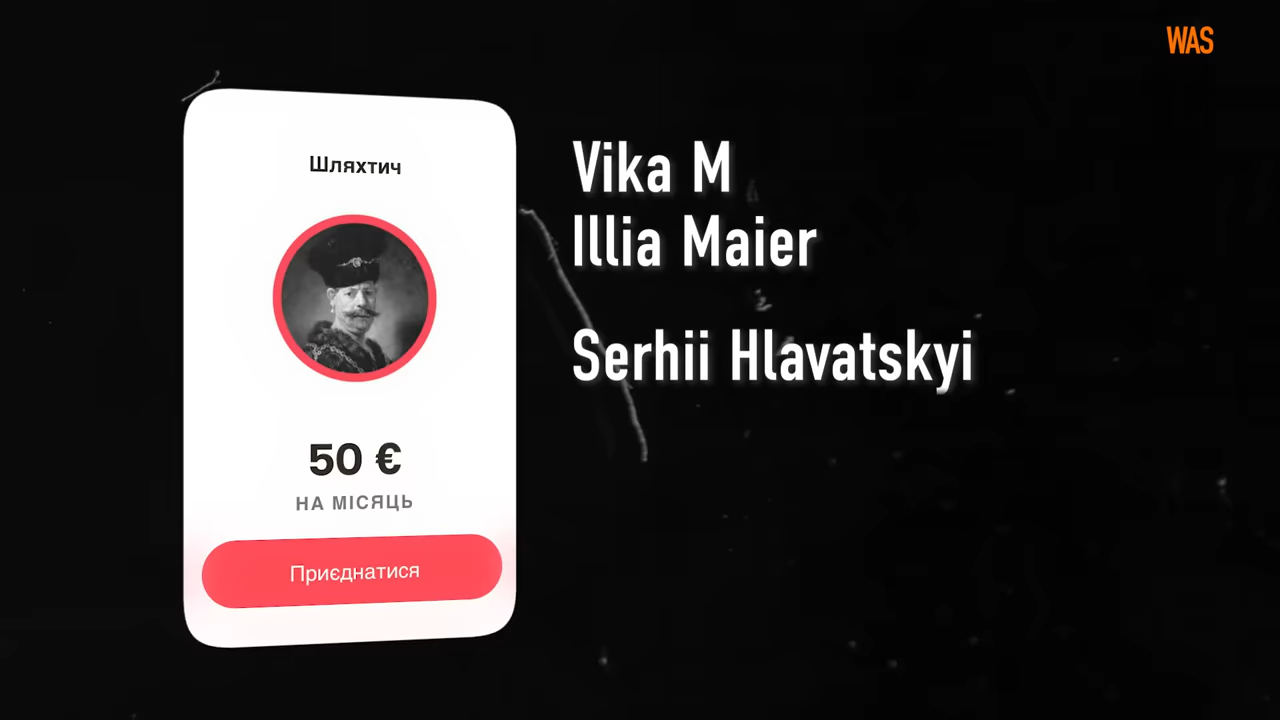 WAS
Шляхтич
50 €
НА МІСЯЦЬ
Приєднатися
Vika M
Illia Maier
Serhii Hlavatskyi